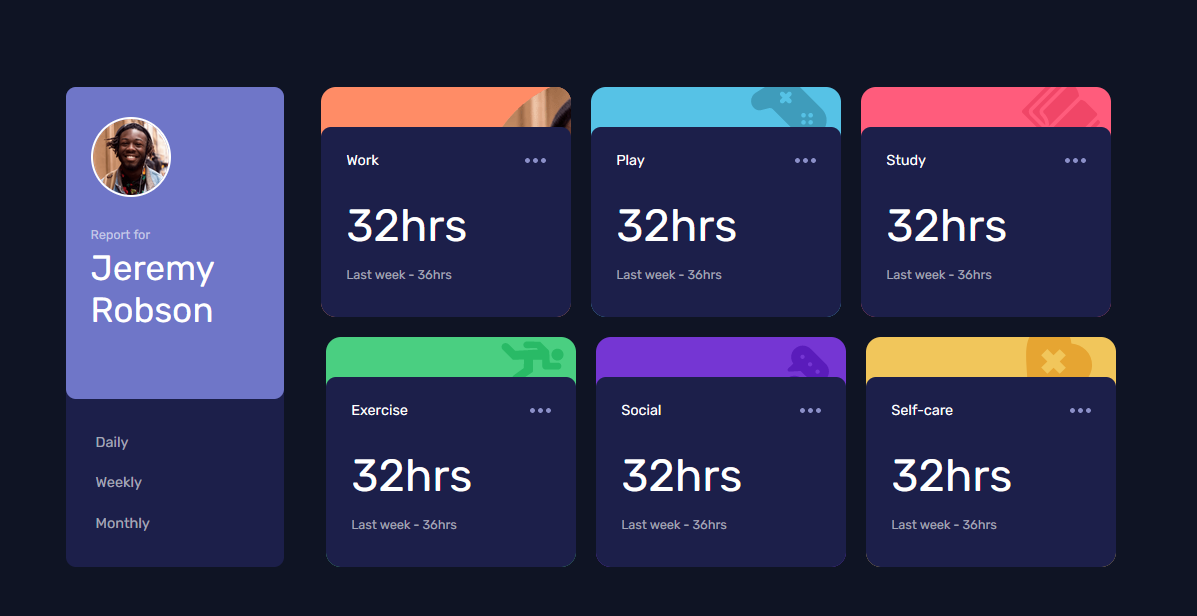 Report for
Jeremy
Robson
Daily
Weekly
Monthly
Work
32hrs
Last week - 36hrs
Play
32hrs
Last week - 36hrs
Study
32hrs
Last week - 36hrs
Exercise
32hrs
Last week - 36hrs
Social
32hrs
Last week - 36hrs
Self-care
32hrs
Last week - 36hrs